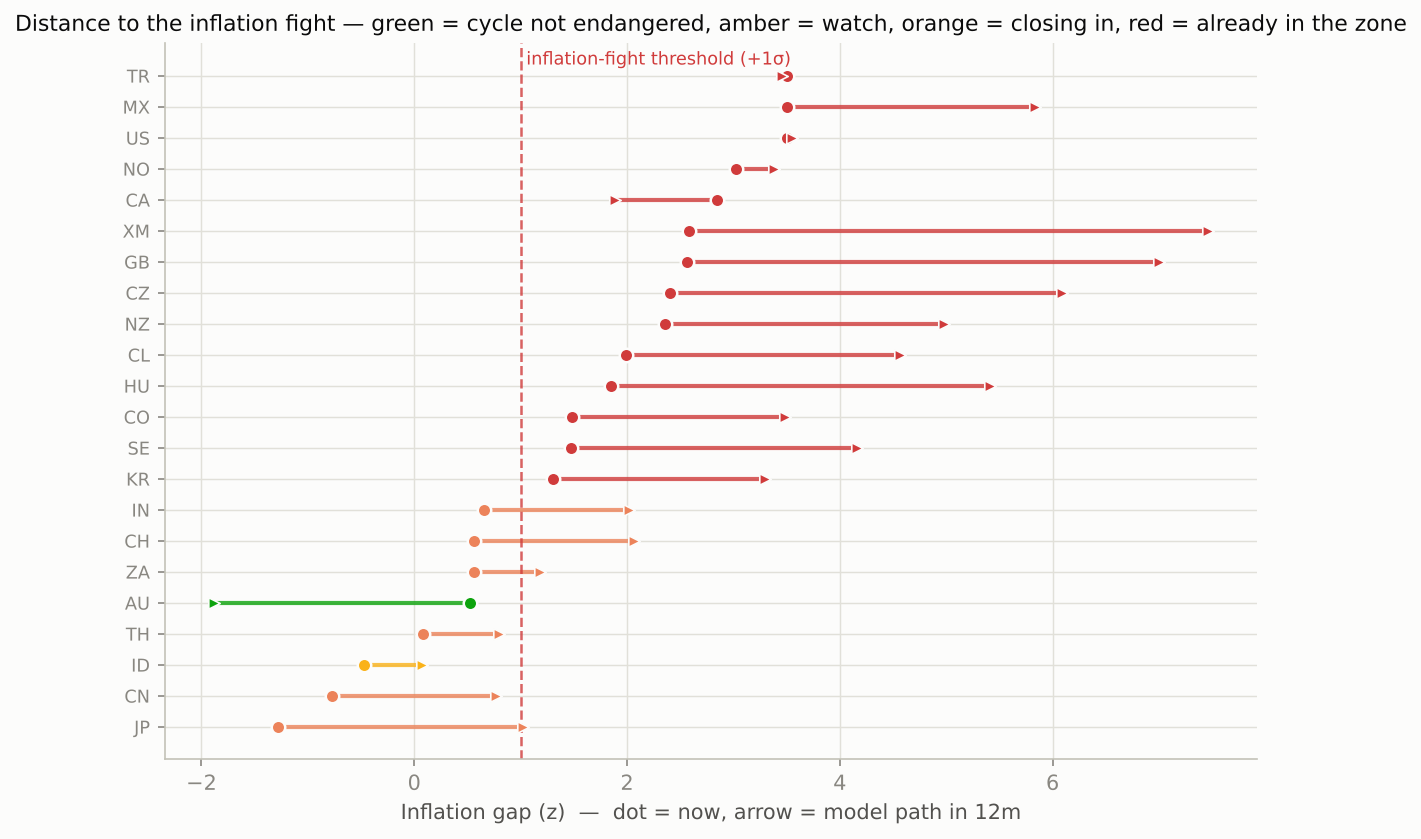 Distance to the inflation fight — green = cycle not endangered, amber = watch, orange = closing in, red = already in the zone
inflation-fight threshold (+1σ)
TR
MX
US
NO
CA
XM
GB
CZ
NZ
CL
HU
CO
SE
KR
IN
CH
ZA
AU
TH
ID
CN
JP
−2 0 2 4 6
Inflation gap (z) — dot = now, arrow = model path in 12m